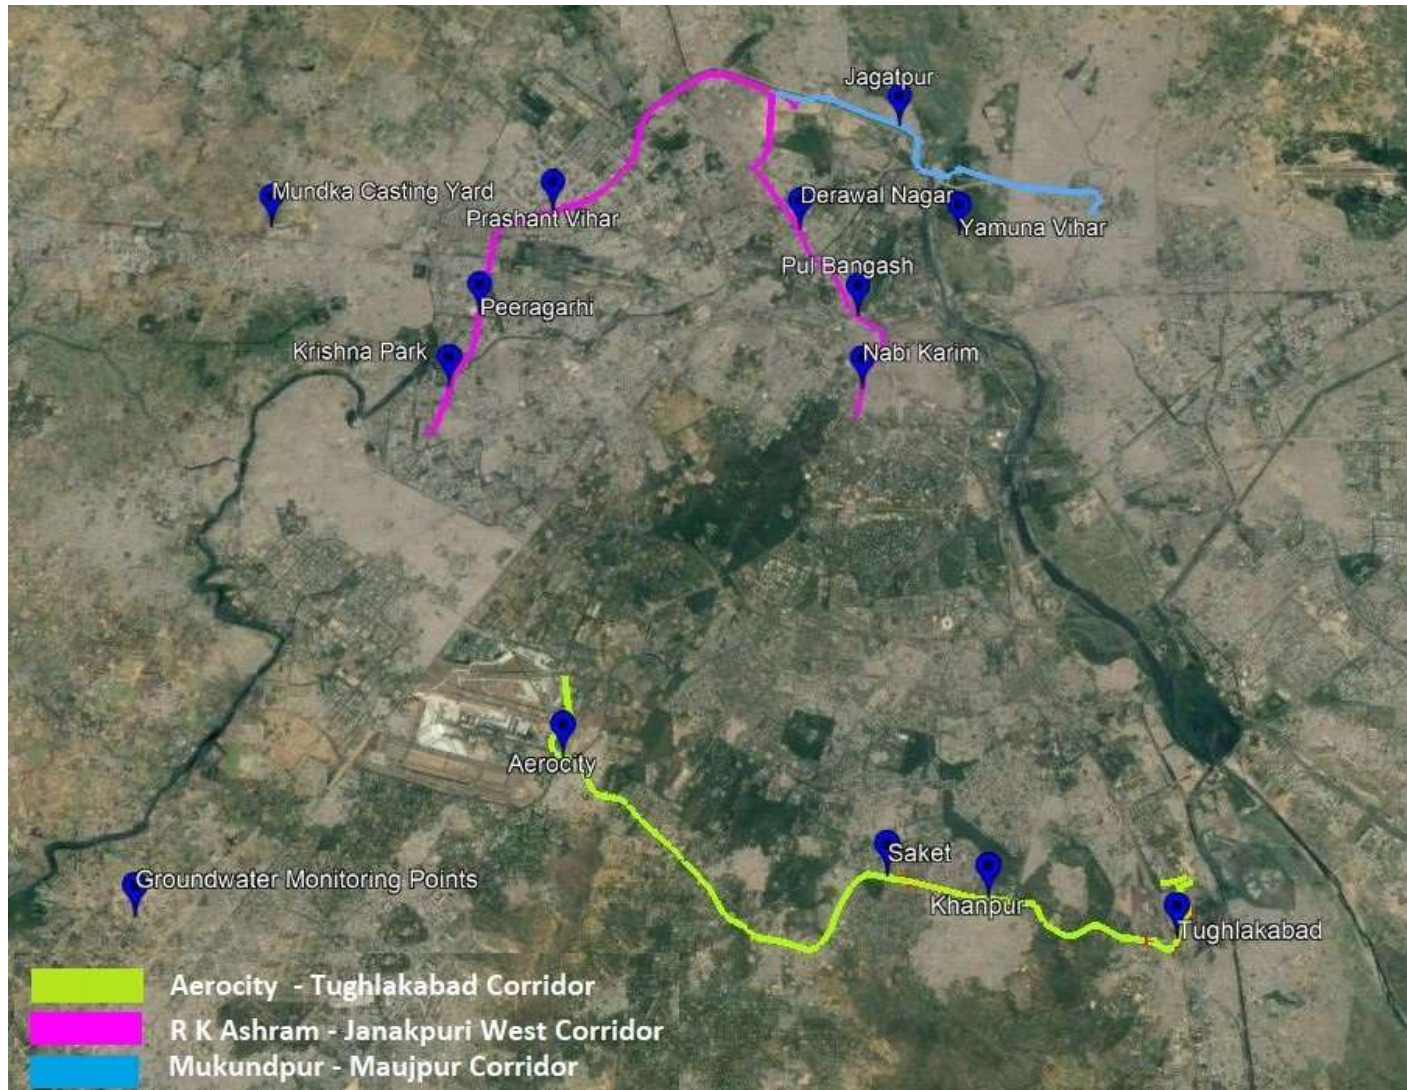 Jagatpur
Mundka Casting Yard
Prashant Vihar
Derawal Nagar
Yamuna Vihar
Pul Bangash
Peeragarhi
Krishna Park
Nabi Karim
Aerocity
Saket
Groundwater Monitoring Points
Khanpur
Tughlakabad
Aerocity - Tughlakabad Corridor
R K Ashram - Janakpuri West Corridor
Mukundpur - Maujpur Corridor